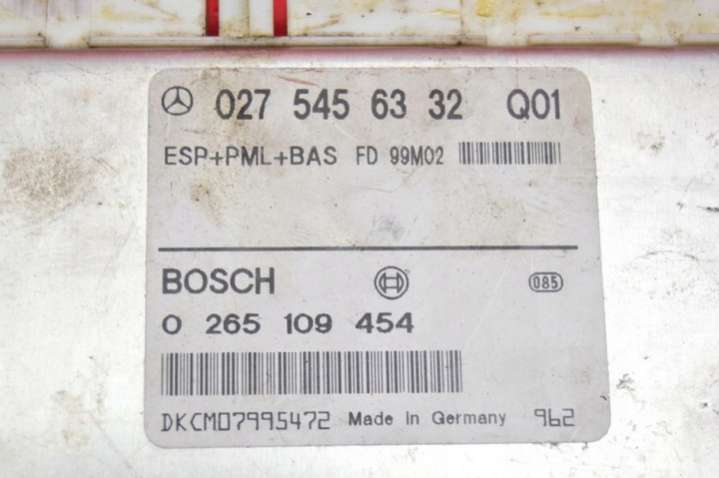 027 545 63 32 Q01
ESP+PML+BAS FD 99M02
BOSCH 085
0 265 109 454
DKCM07995472 Made in Germany 962